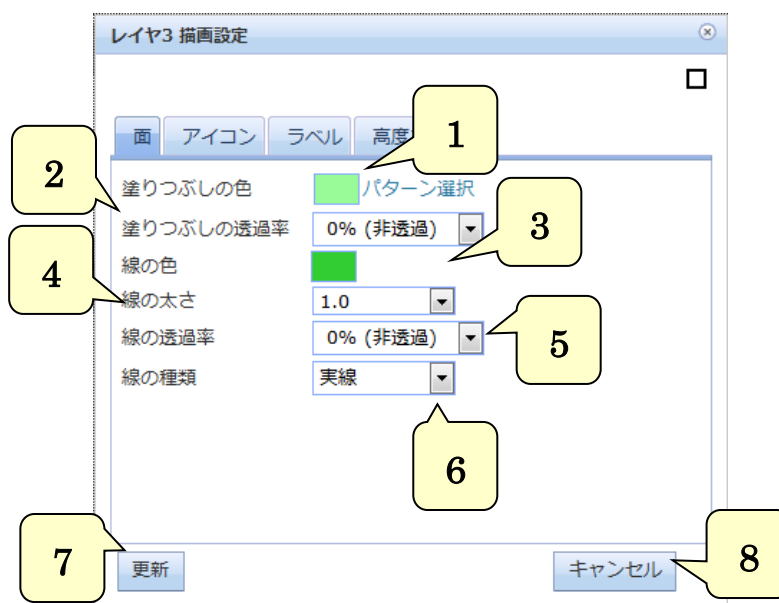 レイヤ3 描画設定
面 アイコン ラベル 高度
1
2
塗りつぶしの色 パターン選択
塗りつぶしの透過率 0% (非透過)
3
線の色
4
線の太さ 1.0
線の透過率 0% (非透過)
5
線の種類 実線
6
7
更新 キャンセル
8